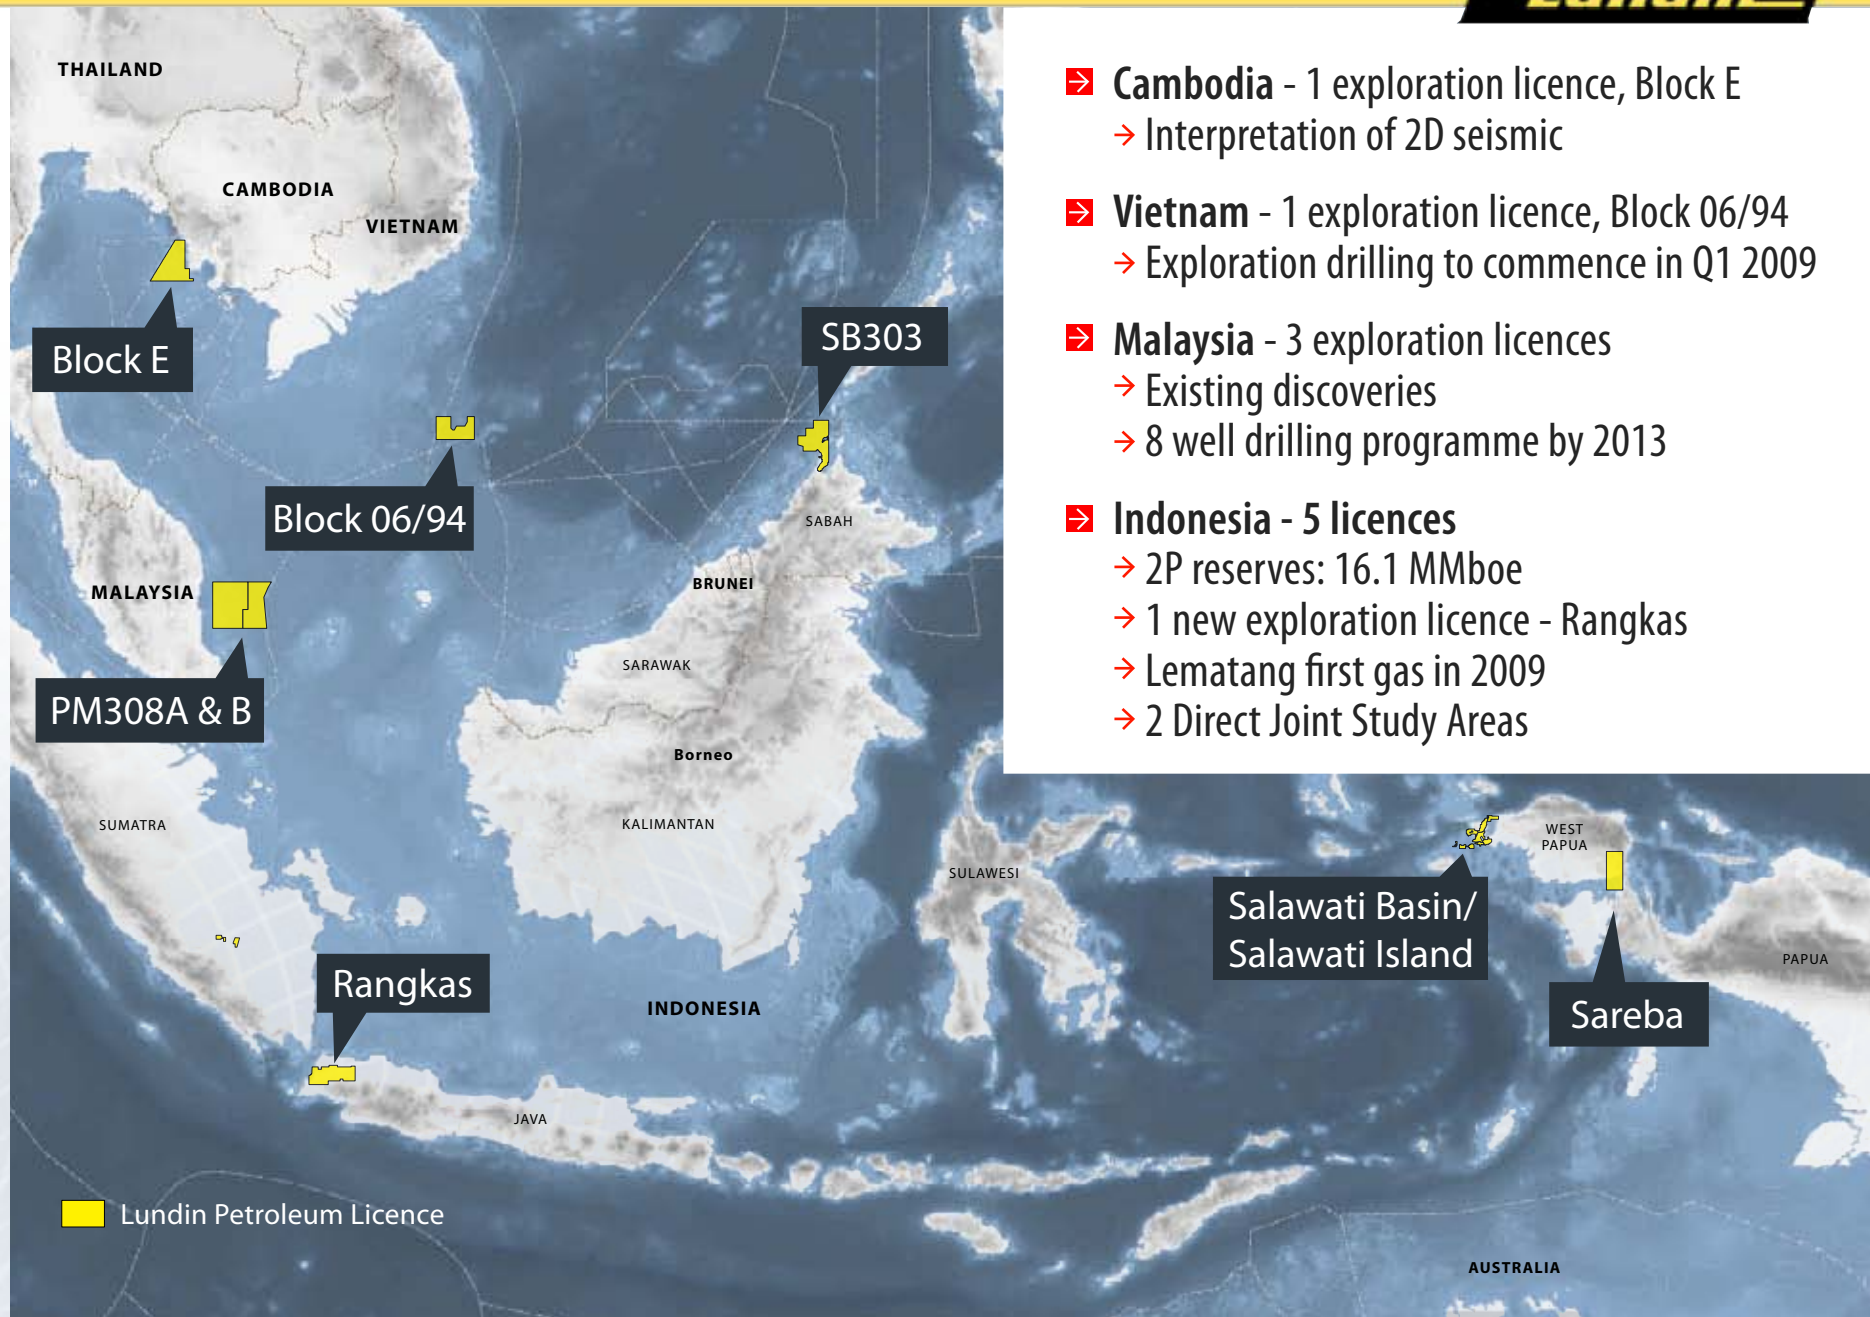 THAILAND
CAMBODIA
VIETNAM
Block E
SB303
Block 06/94
SABAH
BRUNEI
MALAYSIA
SARAWAK
PM308A & B
Borneo
SUMATRA
KALIMANTAN
SULAWESI
WEST
PAPUA
Salawati Basin/
Salawati Island
PAPUA
Rangkas
INDONESIA
Sareba
JAVA
Lundin Petroleum Licence
AUSTRALIA
Cambodia - 1 exploration licence, Block E
→ Interpretation of 2D seismic
Vietnam - 1 exploration licence, Block 06/94
→ Exploration drilling to commence in Q1 2009
Malaysia - 3 exploration licences
→ Existing discoveries
→ 8 well drilling programme by 2013
Indonesia - 5 licences
→ 2P reserves: 16.1 MMboe
→ 1 new exploration licence - Rangkas
→ Lematang first gas in 2009
→ 2 Direct Joint Study Areas